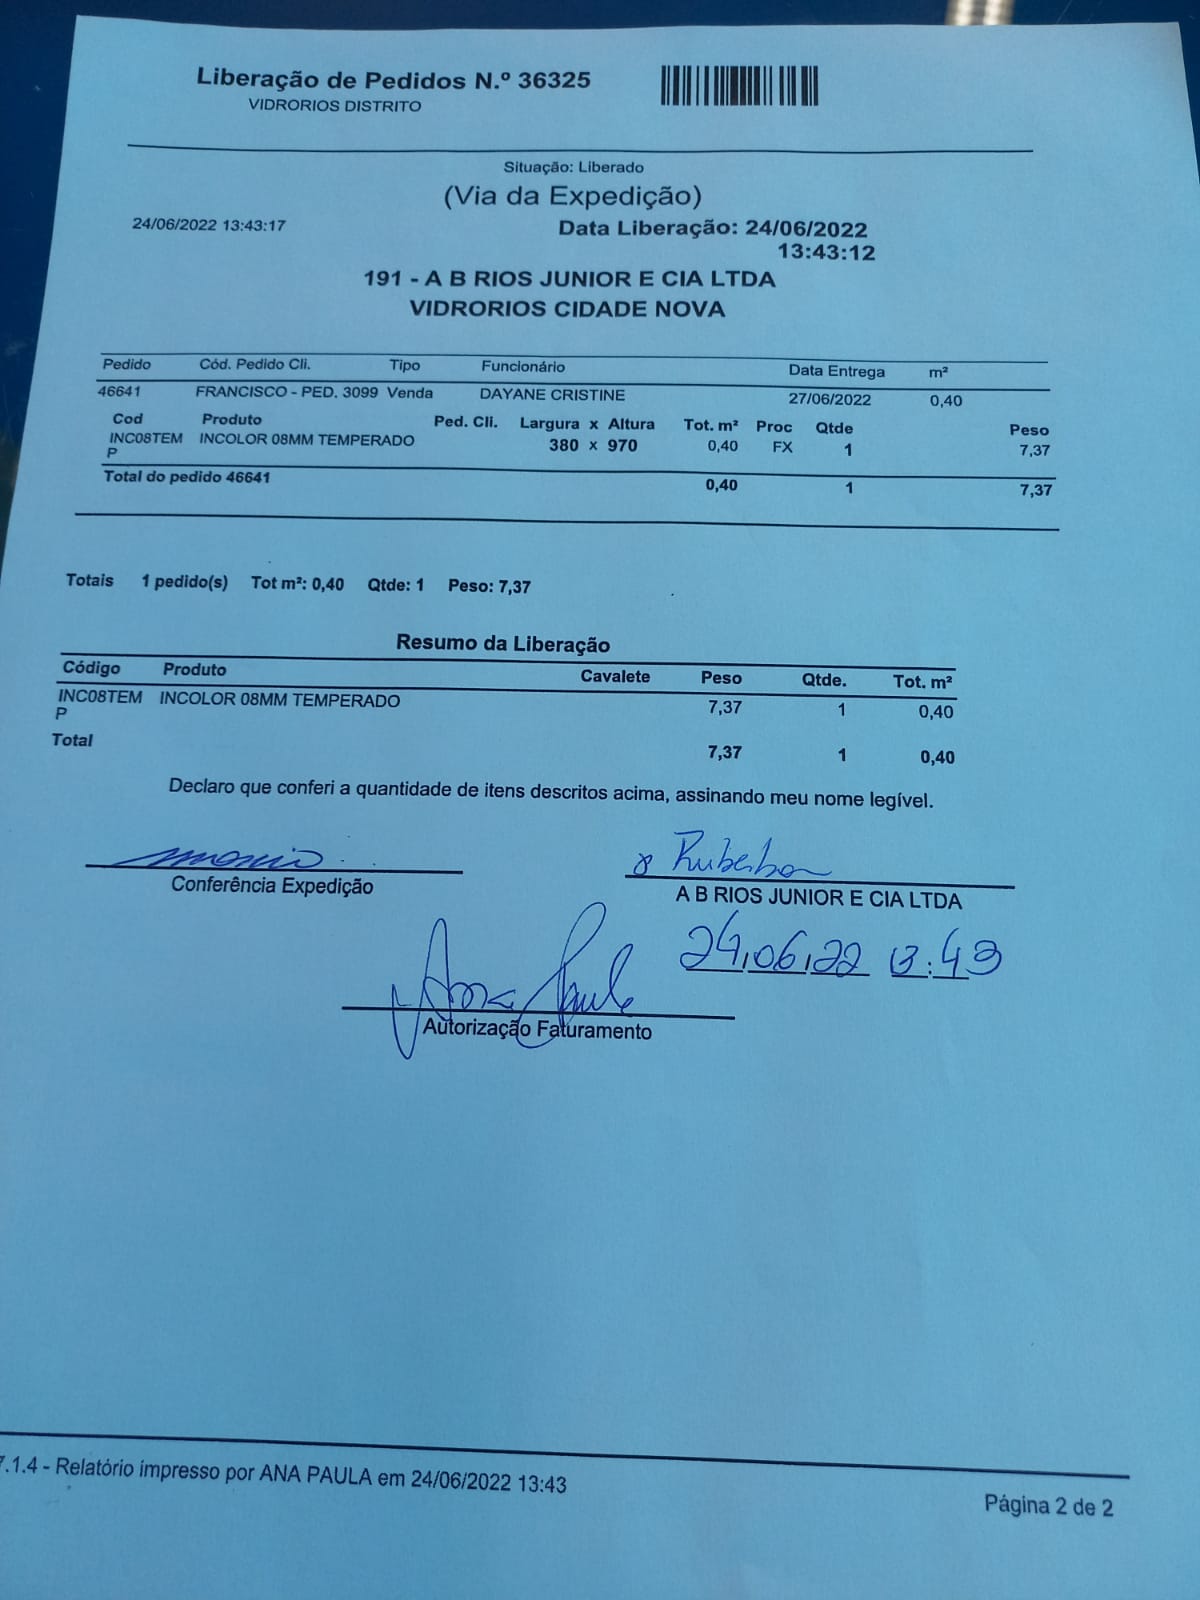 Liberação de Pedidos N.º 36325
VIDRORIOS DISTRITO
Situação: Liberado
(Via da Expedição)
24/06/2022 13:43:17 Data Liberação: 24/06/2022
13:43:12
191 - A B RIOS JUNIOR E CIA LTDA
VIDRORIOS CIDADE NOVA
Pedido Cód. Pedido Cli. Tipo Funcionário Data Entrega m²
46641 FRANCISCO - PED. 3099 Venda DAYANE CRISTINE 27/06/2022 0,40
Cod Produto Ped. Cli. Largura x Altura Tot. m² Proc Qtde Peso
INC08TEM INCOLOR 08MM TEMPERADO 380 x 970 0,40 FX 1 7,37
P
Total do pedido 46641 0,40 1 7,37
Totais 1 pedido(s) Tot m²: 0,40 Qtde: 1 Peso: 7,37
Resumo da Liberação
Código Produto Cavalete Peso Qtde. Tot. m²
INC08TEM INCOLOR 08MM TEMPERADO 7,37 1 0,40
P
Total 7,37 1 0,40
Declaro que conferi a quantidade de itens descritos acima, assinando meu nome legível.
Conferência Expedição
A B RIOS JUNIOR E CIA LTDA
24,06,22 13:43
Ana Paula
Autorização Faturamento
7.1.4 - Relatório impresso por ANA PAULA em 24/06/2022 13:43
Página 2 de 2